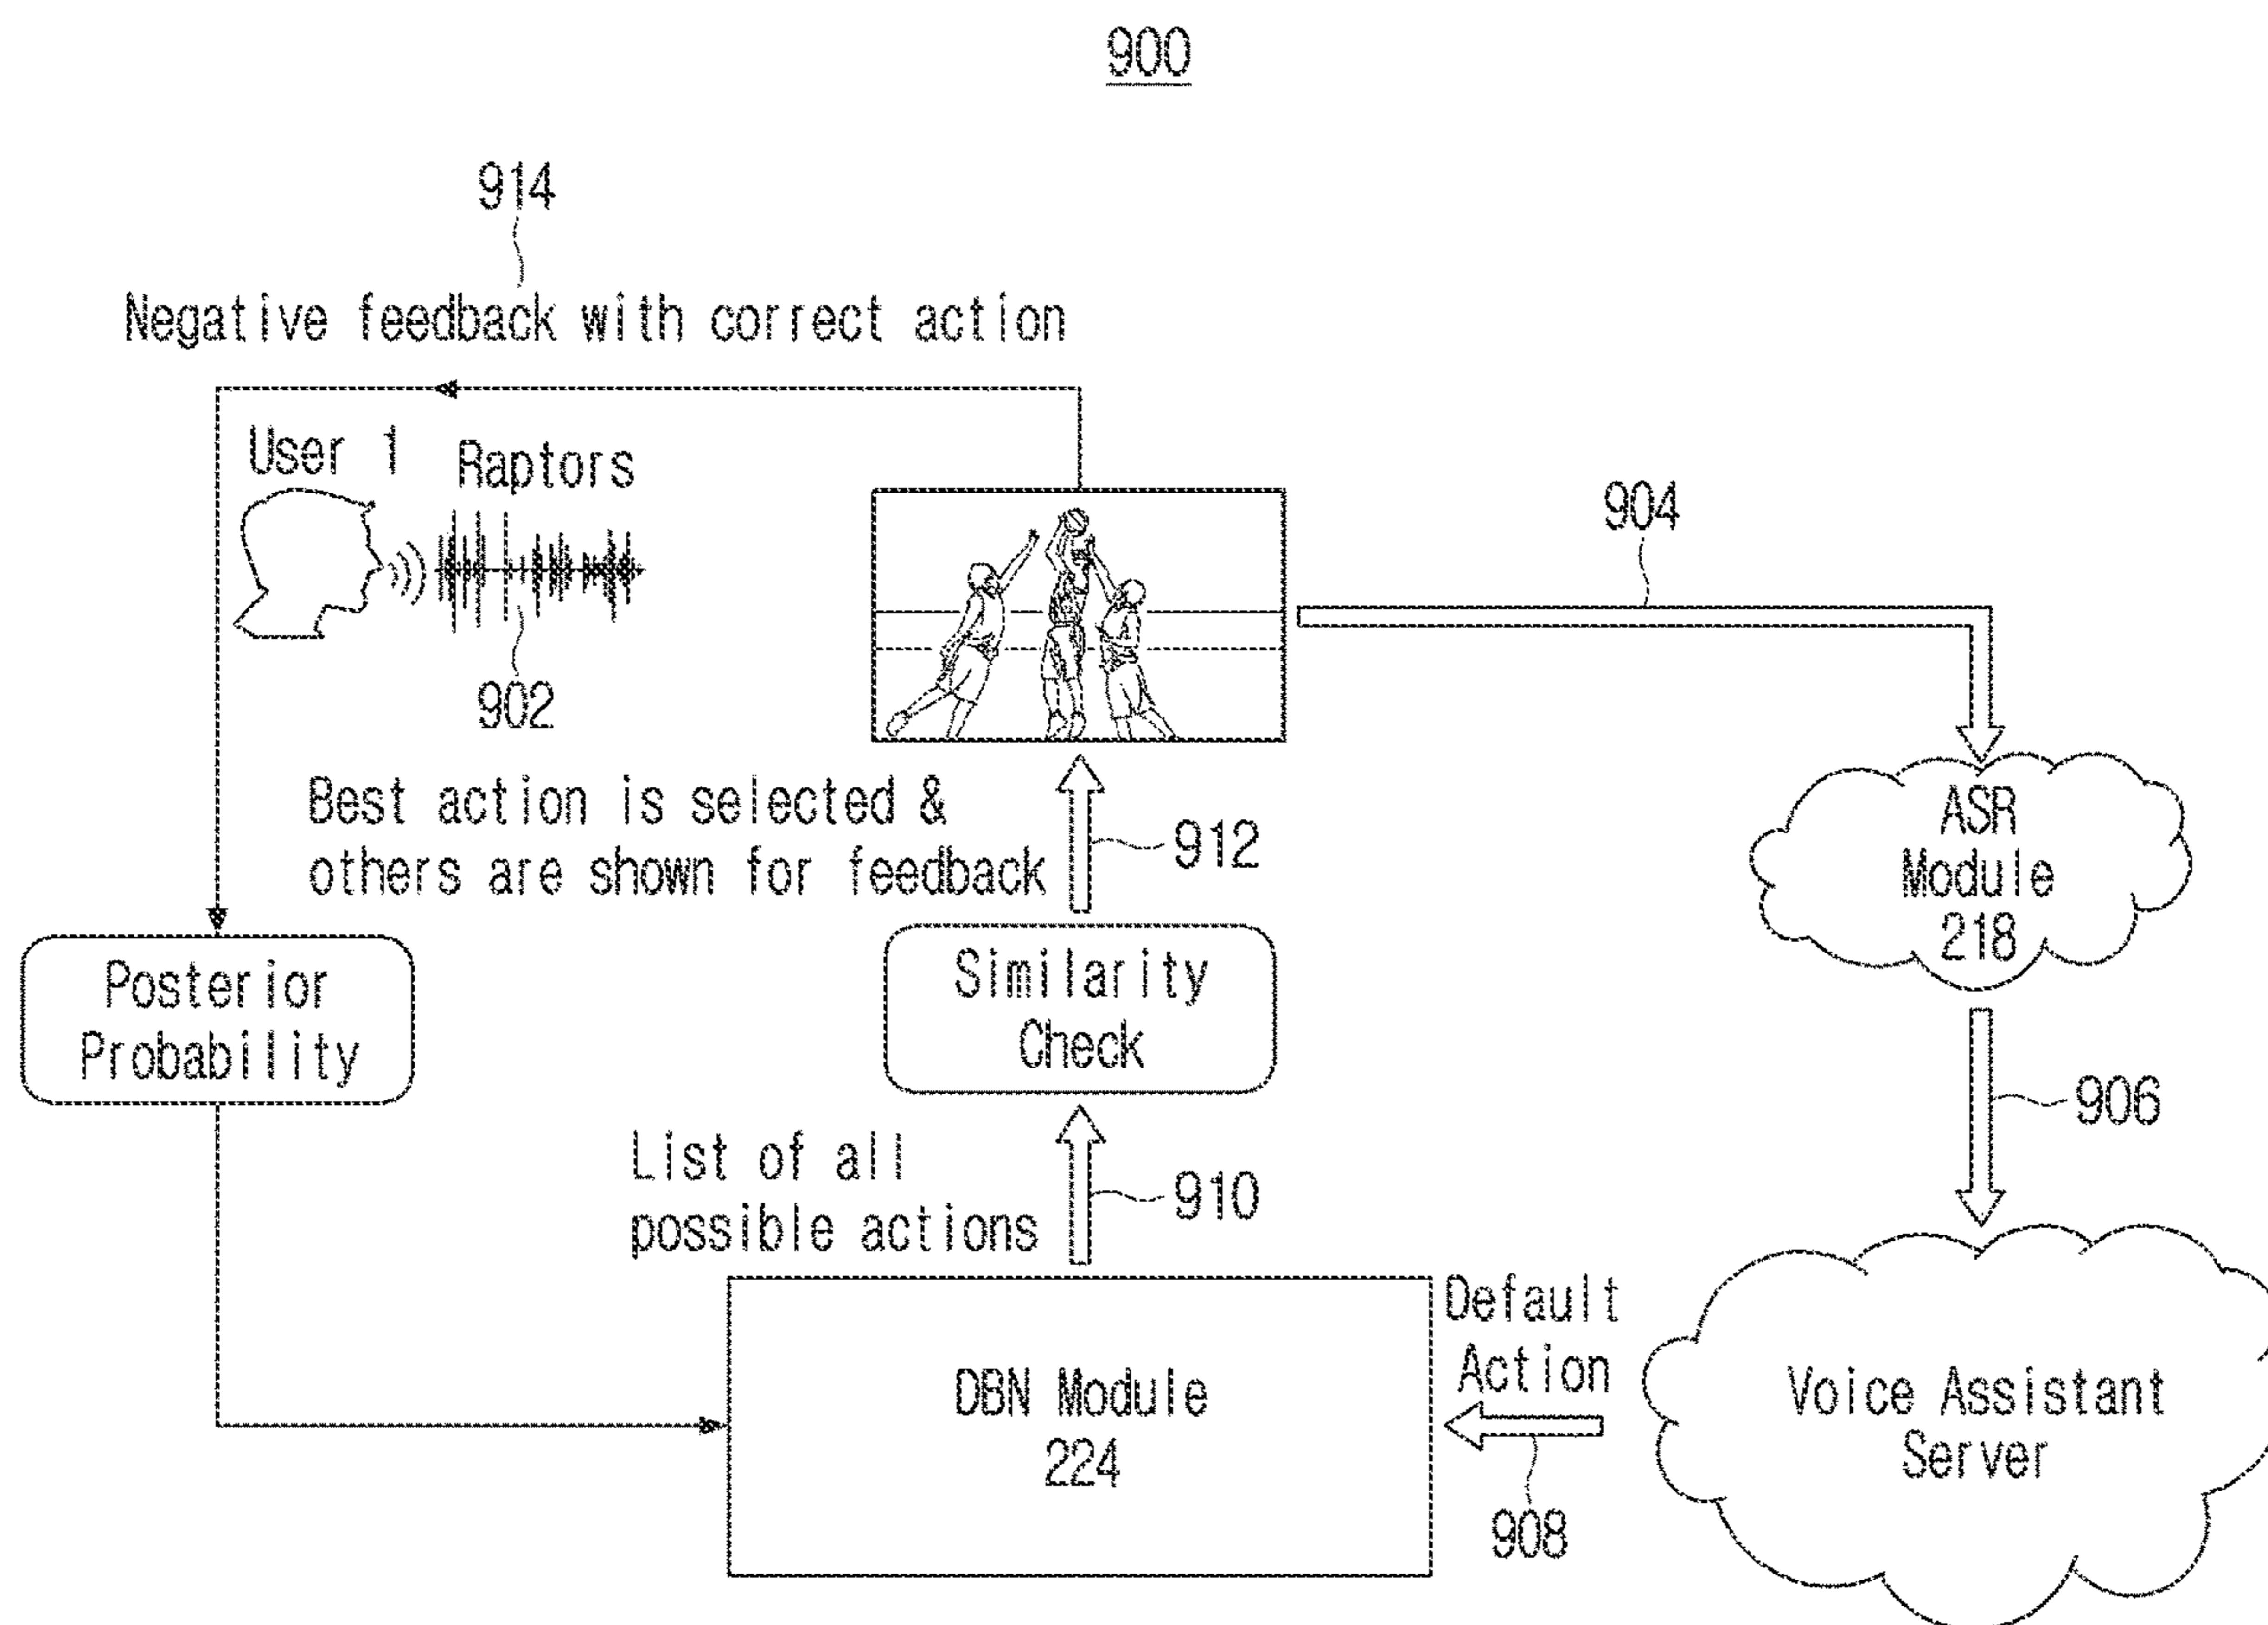 900
914
Negative feedback with correct action
User 1
Raptors
902
904
Best action is selected &
others are shown for feedback
912
ASR
Module
218
Posterior
Probability
Similarity
Check
906
List of all
possible actions
910
Default
Action
908
DBN Module
224
Voice Assistant
Server